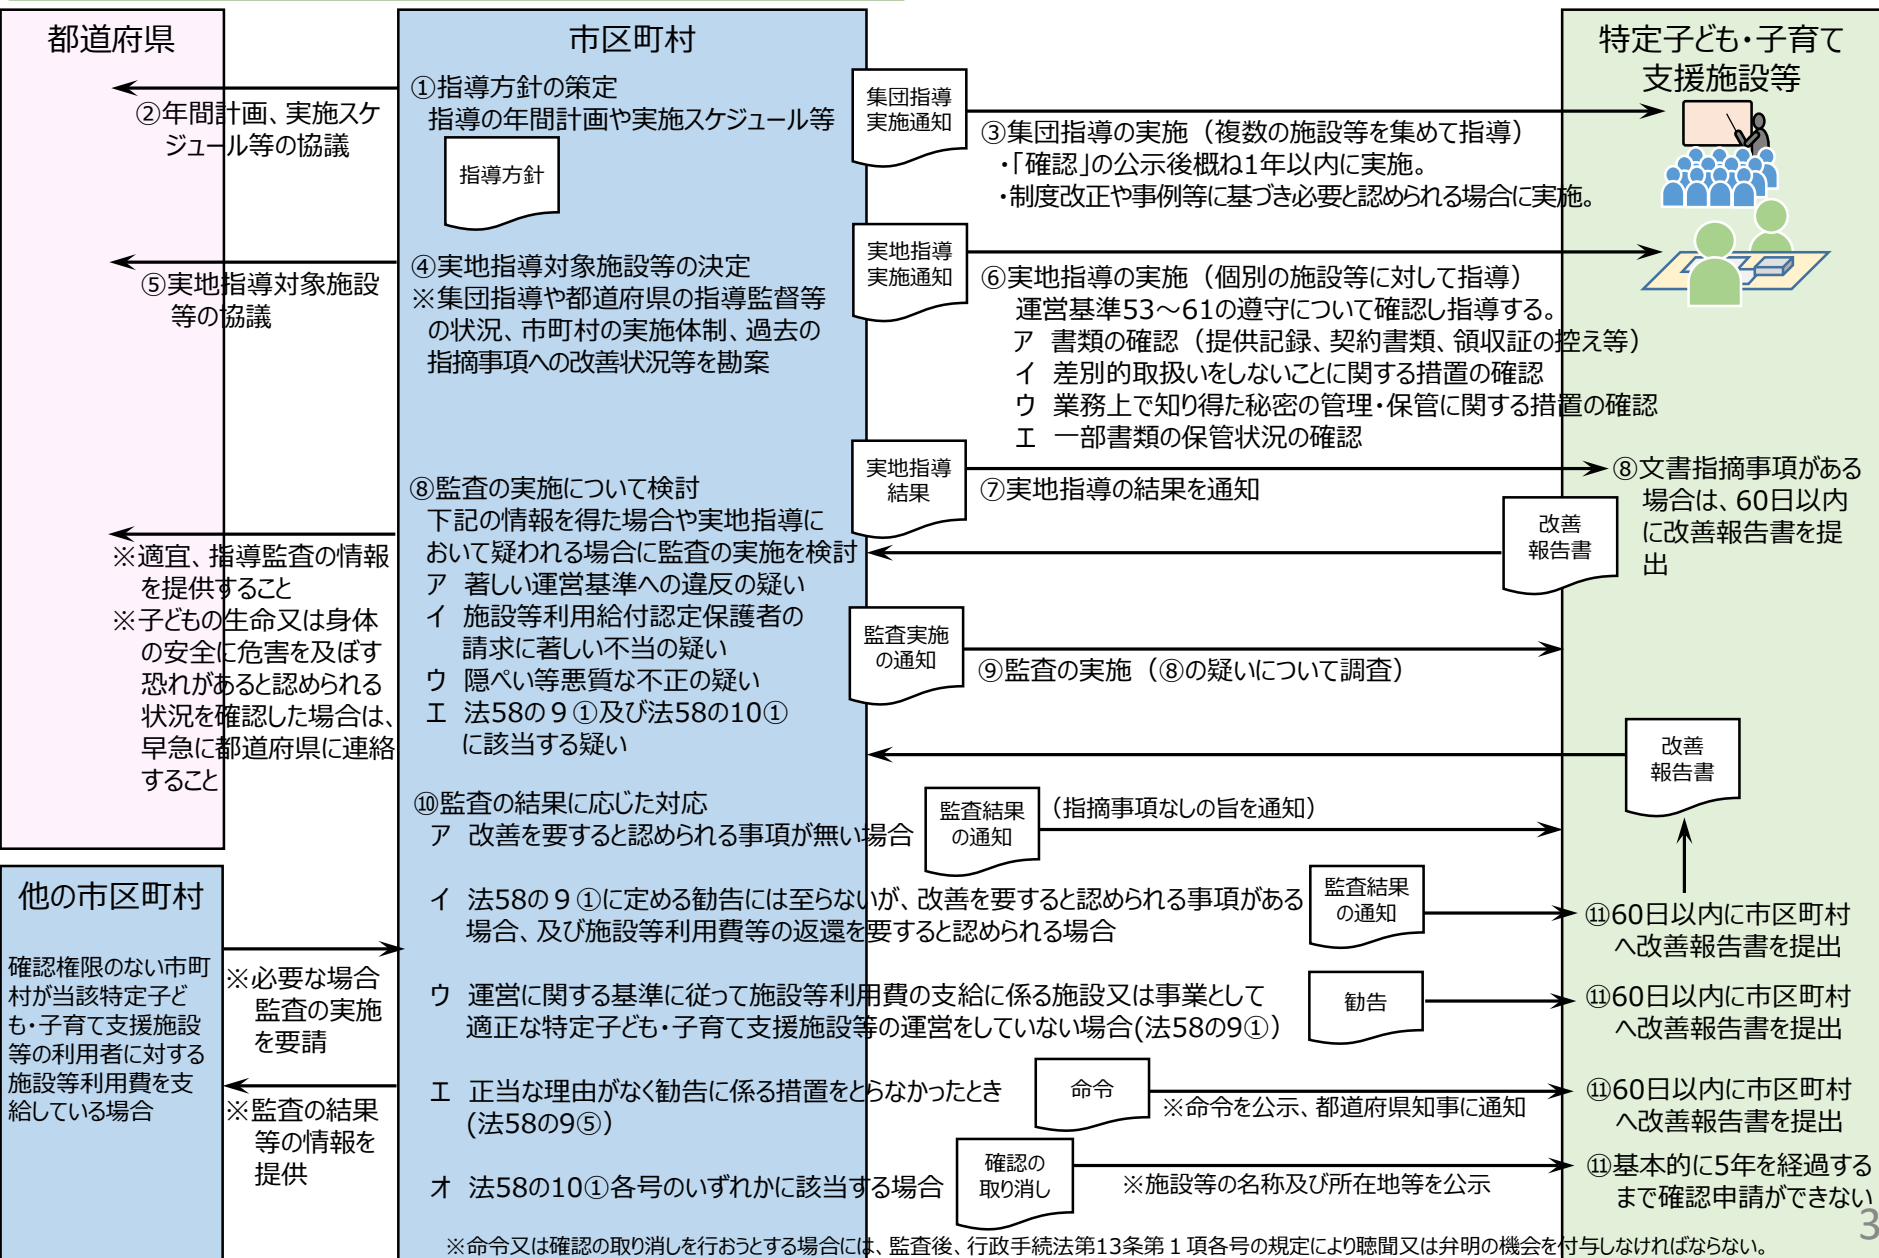 都道府県
②年間計画、実施スケ
ジュール等の協議
⑤実地指導対象施設
等の協議
※適宜、指導監査の情報
を提供すること
※子どもの生命又は身体
の安全に危害を及ぼす
恐れがあると認められる
状況を確認した場合は、
早急に都道府県に連絡
すること
他の市区町村
確認権限のない市町
村が当該特定子ど
も・子育て支援施設
等の利用者に対する
施設等利用費を支
給している場合
※必要な場合
監査の実施
を要請
※監査の結果
等の情報を
提供
市区町村
①指導方針の策定
指導の年間計画や実施スケジュール等
指導方針
④実地指導対象施設等の決定
※集団指導や都道府県の指導監督等
の状況、市町村の実施体制、過去の
指摘事項への改善状況等を勘案
⑧監査の実施について検討
下記の情報を得た場合や実地指導に
おいて疑われる場合に監査の実施を検討
ア 著しい運営基準への違反の疑い
イ 施設等利用給付認定保護者の
請求に著しい不当の疑い
ウ 隠ぺい等悪質な不正の疑い
エ 法58の9①及び法58の10①
に該当する疑い
⑩監査の結果に応じた対応
ア 改善を要すると認められる事項が無い場合
監査結果
の通知
（指摘事項なしの旨を通知）
イ 法58の9①に定める勧告には至らないが、改善を要すると認められる事項がある
場合、及び施設等利用費等の返還を要すると認められる場合
監査結果
の通知
ウ 運営に関する基準に従って施設等利用費の支給に係る施設又は事業として
適正な特定子ども・子育て支援施設等の運営をしていない場合(法58の9①）
勧告
エ 正当な理由がなく勧告に係る措置をとらなかったとき
(法58の9⑤）
命令
※命令を公示、都道府県知事に通知
オ 法58の10①各号のいずれかに該当する場合
確認の
取り消し
※施設等の名称及び所在地等を公示
集団指導
実施通知
③集団指導の実施（複数の施設等を集めて指導）
・「確認」の公示後概ね1年以内に実施。
・制度改正や事例等に基づき必要と認められる場合に実施。
実地指導
実施通知
⑥実地指導の実施（個別の施設等に対して指導）
運営基準53～61の遵守について確認し指導する。
ア 書類の確認（提供記録、契約書類、領収証の控え等）
イ 差別的取扱いをしないことに関する措置の確認
ウ 業務上で知り得た秘密の管理・保管に関する措置の確認
エ 一部書類の保管状況の確認
実地指導
結果
⑦実地指導の結果を通知
改善
報告書
監査実施
の通知
⑨監査の実施（⑧の疑いについて調査）
特定子ども・子育て
支援施設等
⑧文書指摘事項がある
場合は、60日以内
に改善報告書を提
出
改善
報告書
⑪60日以内に市区町村
へ改善報告書を提出
⑪60日以内に市区町村
へ改善報告書を提出
⑪60日以内に市区町村
へ改善報告書を提出
⑪基本的に5年を経過する
まで確認申請ができない
※命令又は確認の取り消しを行おうとする場合には、監査後、行政手続法第13条第１項各号の規定により聴聞又は弁明の機会を付与しなければならない。
3